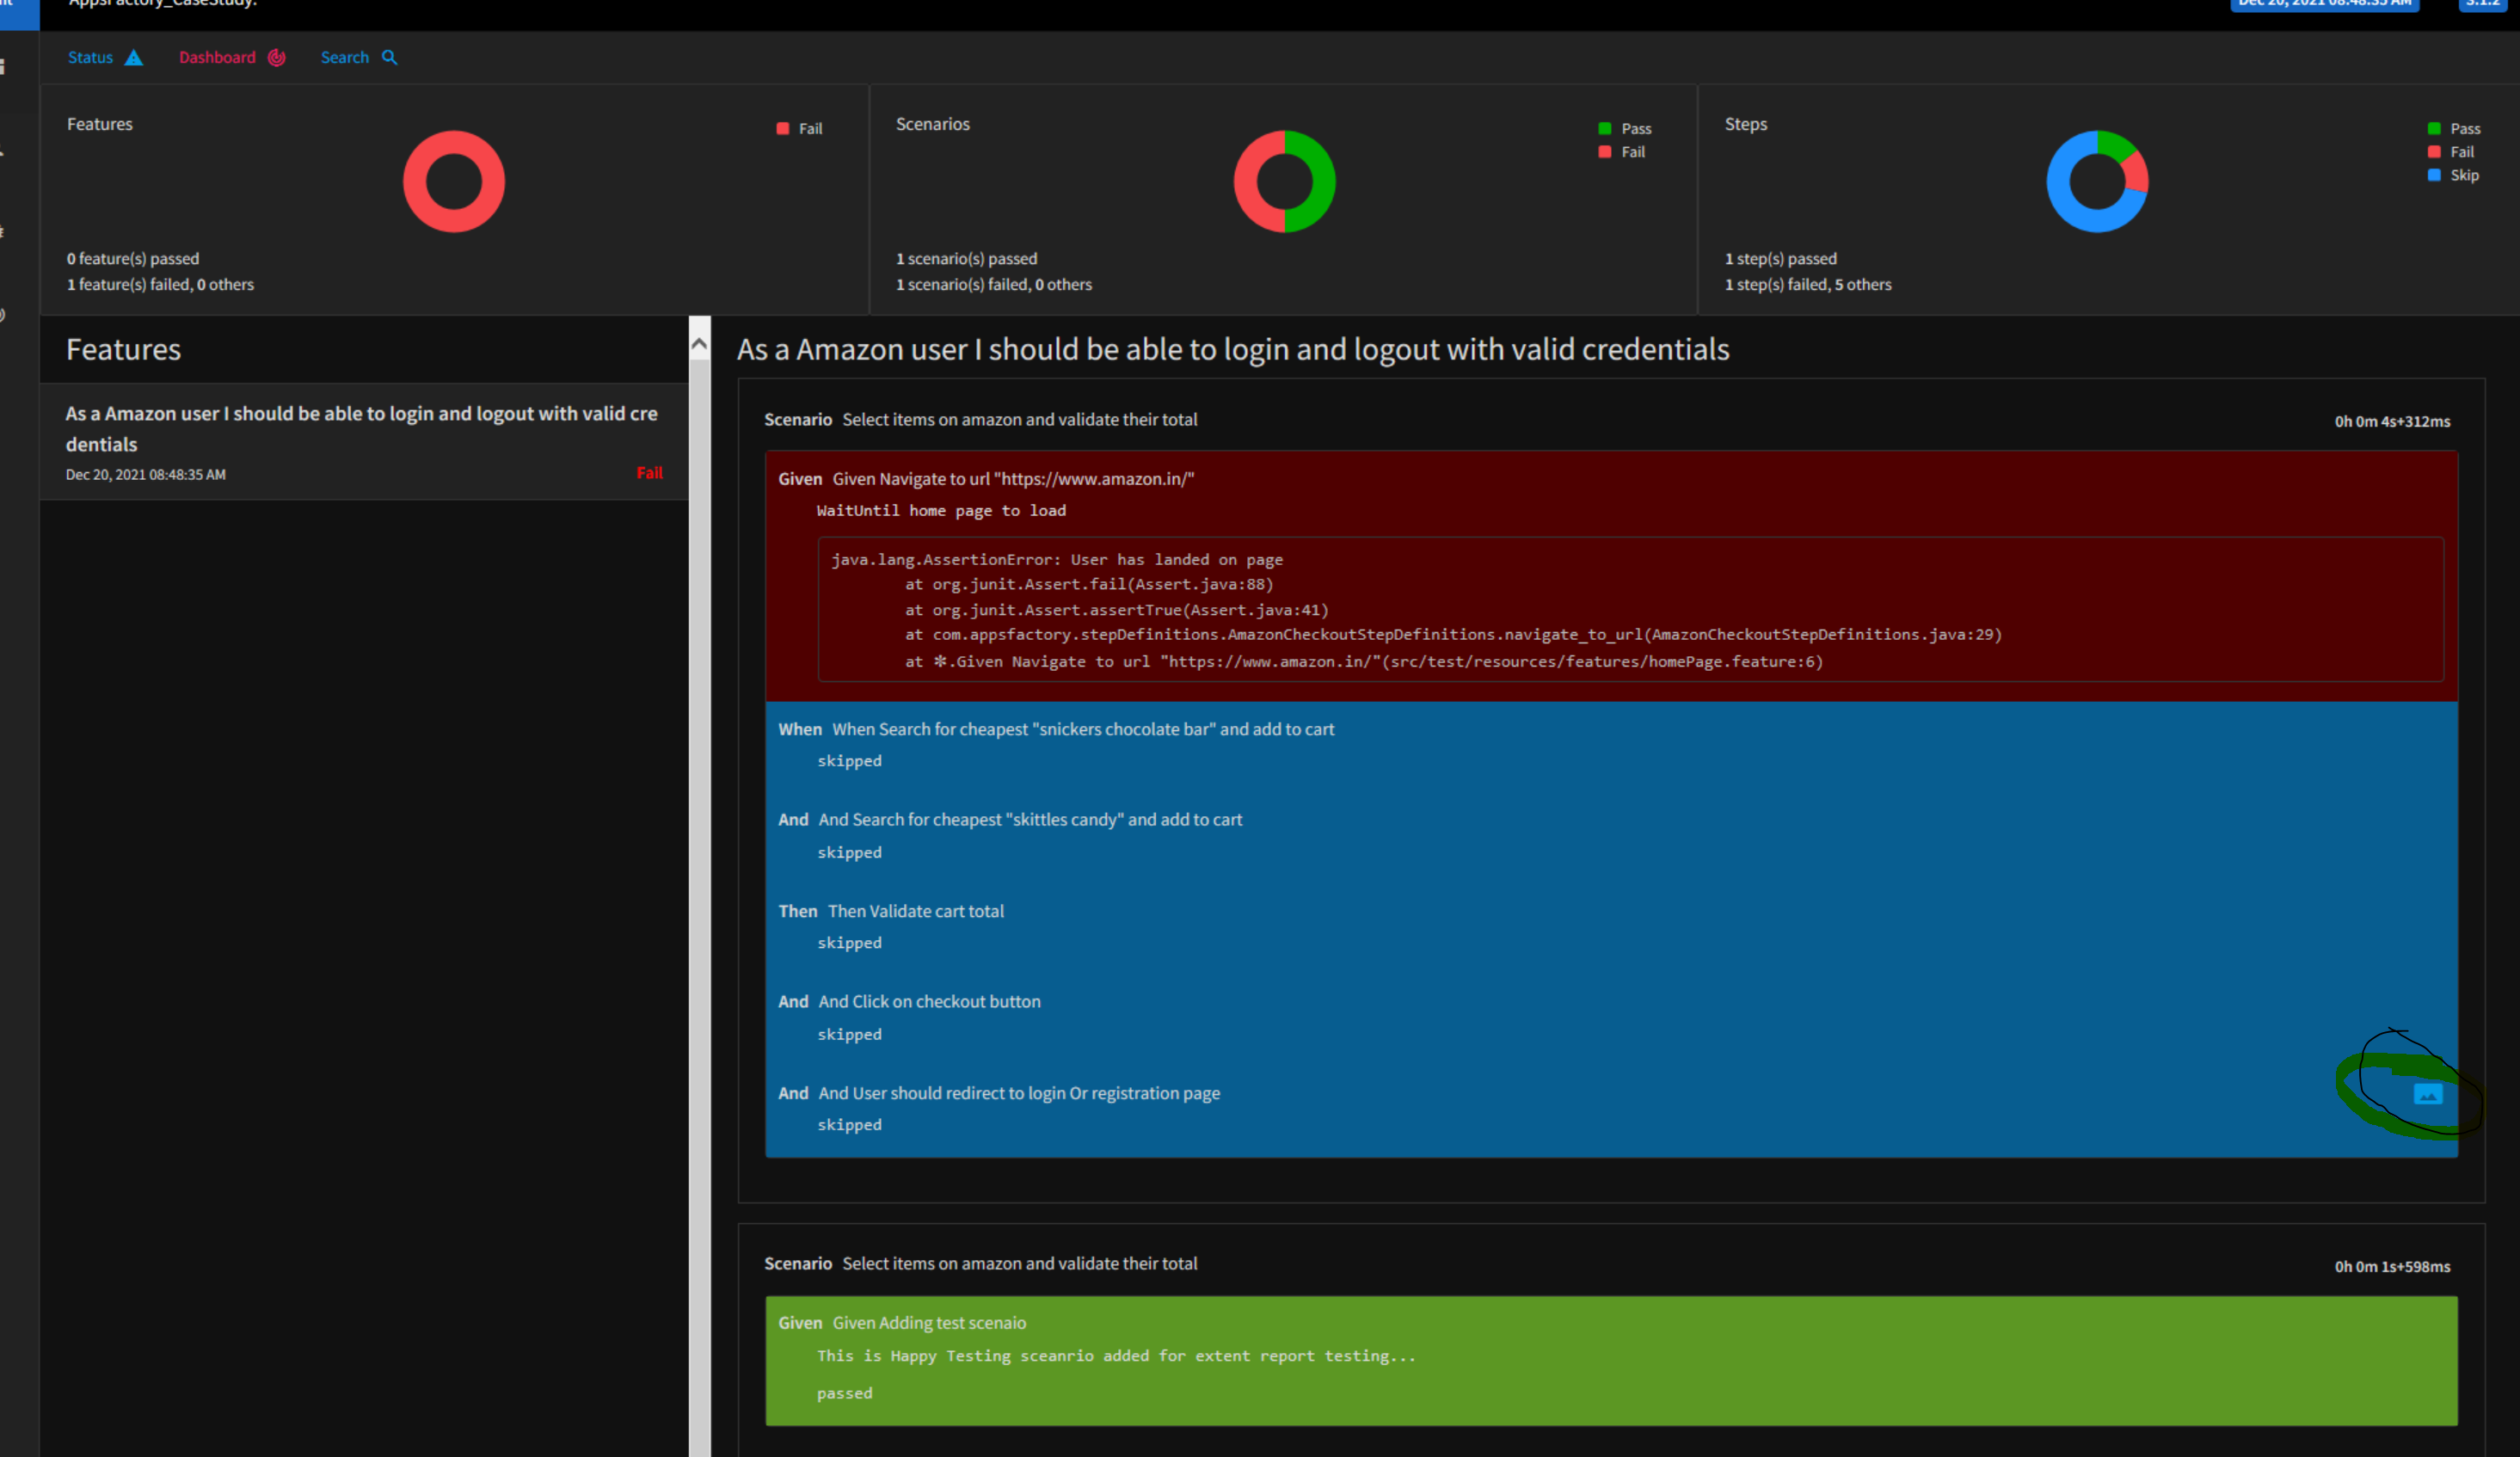 AppsFactory_CaseStudy.
Dec 20, 2021 08:48:35 AM
3.1.2
Status
Dashboard
Search
Features
Fail
0 feature(s) passed
1 feature(s) failed, 0 others
Scenarios
Pass
Fail
1 scenario(s) passed
1 scenario(s) failed, 0 others
Steps
Pass
Fail
Skip
1 step(s) passed
1 step(s) failed, 5 others
Features
As a Amazon user I should be able to login and logout with valid cre
dentials
Dec 20, 2021 08:48:35 AM
Fail
As a Amazon user I should be able to login and logout with valid credentials
Scenario Select items on amazon and validate their total
0h 0m 4s+312ms
Given Given Navigate to url "https://www.amazon.in/"
WaitUntil home page to load
java.lang.AssertionError: User has landed on page
at org.junit.Assert.fail(Assert.java:88)
at org.junit.Assert.assertTrue(Assert.java:41)
at com.appsfactory.stepDefinitions.AmazonCheckoutStepDefinitions.navigate_to_url(AmazonCheckoutStepDefinitions.java:29)
at ✽.Given Navigate to url "https://www.amazon.in/"(src/test/resources/features/homePage.feature:6)
When When Search for cheapest "snickers chocolate bar" and add to cart
skipped
And And Search for cheapest "skittles candy" and add to cart
skipped
Then Then Validate cart total
skipped
And And Click on checkout button
skipped
And And User should redirect to login Or registration page
skipped
Scenario Select items on amazon and validate their total
0h 0m 1s+598ms
Given Given Adding test scenaio
This is Happy Testing sceanrio added for extent report testing...
passed